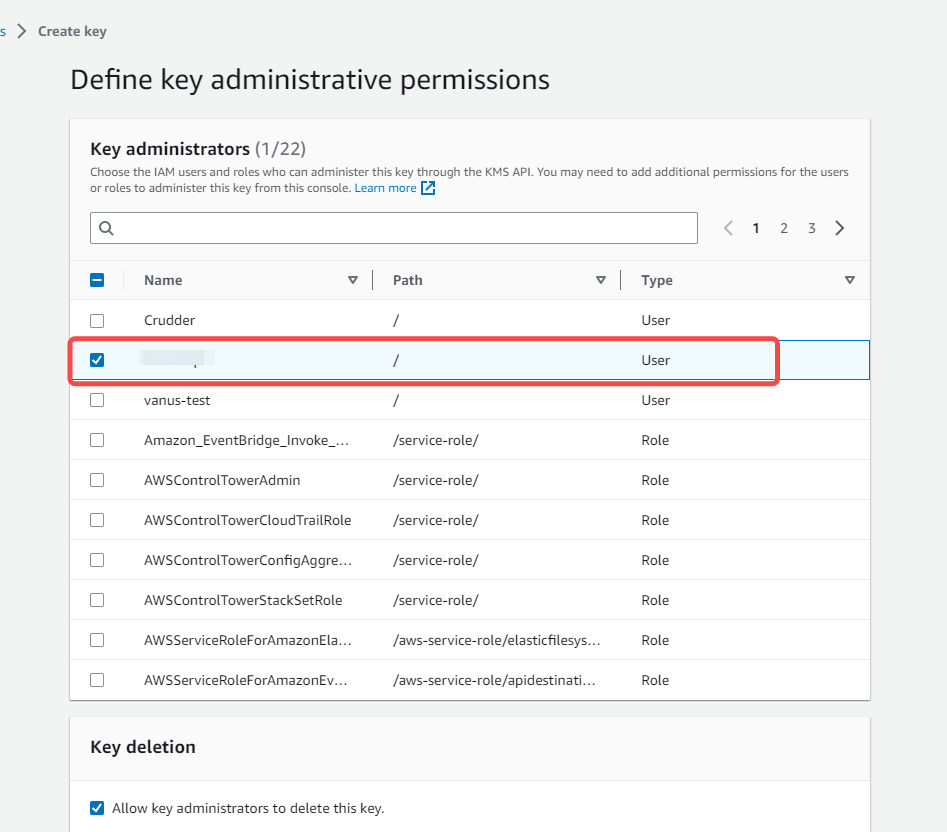 s > Create key
Define key administrative permissions
Key administrators (1/22)
Choose the IAM users and roles who can administer this key through the KMS API. You may need to add additional permissions for the users
or roles to administer this key from this console. Learn more
1 2 3
Name Path Type
Crudder / User
/ User
vanus-test / User
Amazon_EventBridge_Invoke_... /service-role/ Role
AWSControlTowerAdmin /service-role/ Role
AWSControlTowerCloudTrailRole /service-role/ Role
AWSControlTowerConfigAggre... /service-role/ Role
AWSControlTowerStackSetRole /service-role/ Role
AWSServiceRoleForAmazonEla... /aws-service-role/elasticfilesys... Role
AWSServiceRoleForAmazonEv... /aws-service-role/apidestinati... Role
Key deletion
Allow key administrators to delete this key.